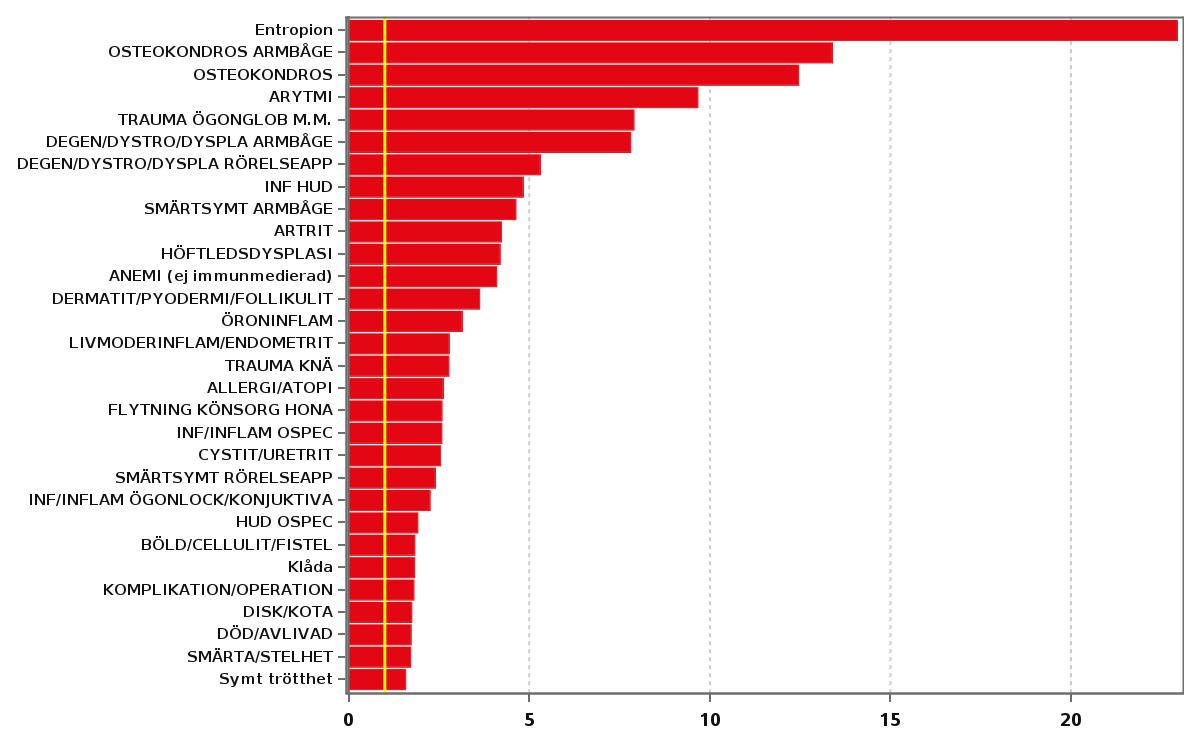 Entropion
OSTEOKONDROS ARMBÅGE
OSTEOKONDROS
ARYTMI
TRAUMA ÖGONGLOB M.M.
DEGEN/DYSTRO/DYSPLA ARMBÅGE
DEGEN/DYSTRO/DYSPLA RÖRELSEAPP
INF HUD
SMÄRTSYMT ARMBÅGE
ARTRIT
HÖFTLEDSDYSPLASI
ANEMI (ej immunmedierad)
DERMATIT/PYODERMI/FOLLIKULIT
ÖRONINFLAM
LIVMODERINFLAM/ENDOMETRIT
TRAUMA KNÄ
ALLERGI/ATOPI
FLYTNING KÖNSORG HONA
INF/INFLAM OSPEC
CYSTIT/URETRIT
SMÄRTSYMT RÖRELSEAPP
INF/INFLAM ÖGONLOCK/KONJUKTIVA
HUD OSPEC
BÖLD/CELLULIT/FISTEL
Klåda
KOMPLIKATION/OPERATION
DISK/KOTA
DÖD/AVLIVAD
SMÄRTA/STELHET
Symt trötthet
0 5 10 15 20